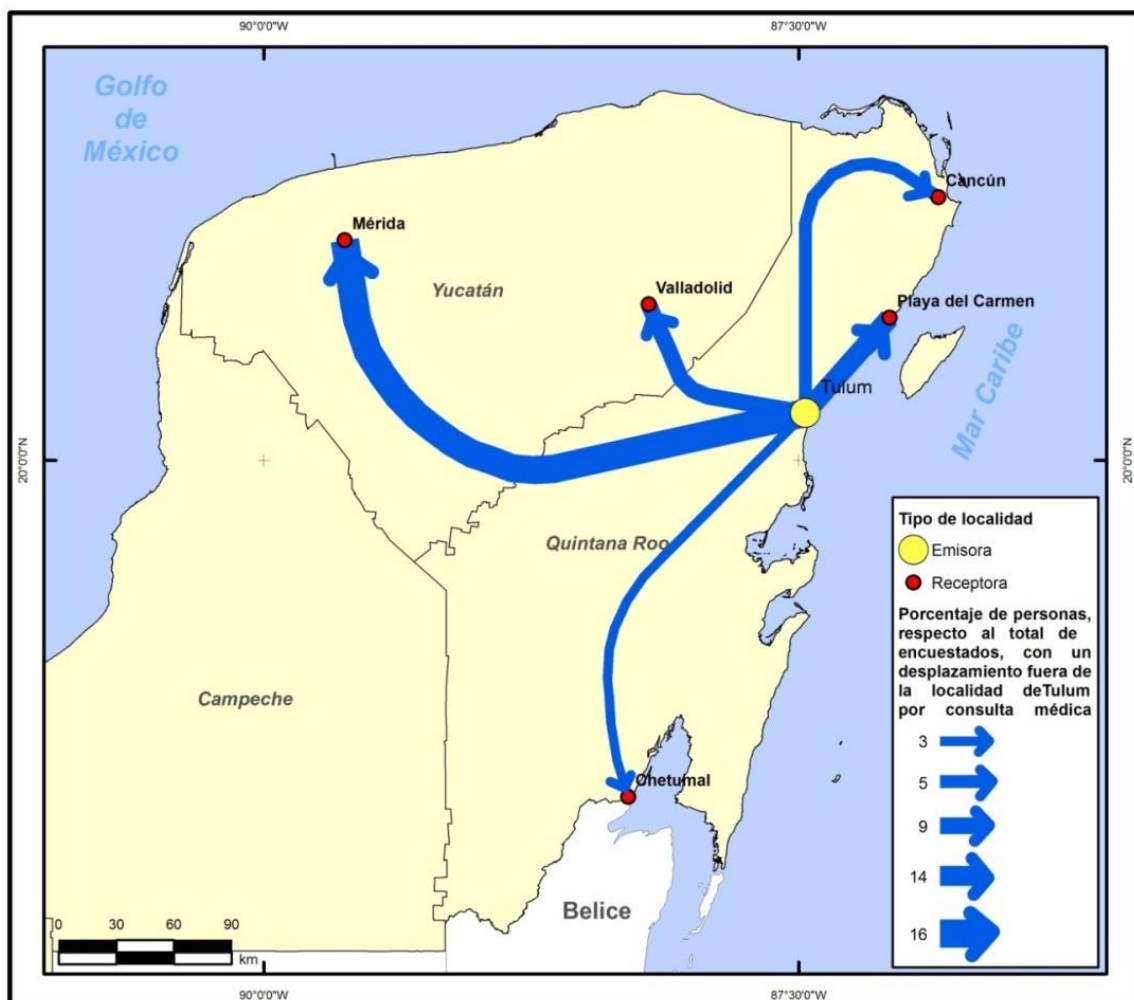 90°0'0"W
87°30'0"W
Golfo
de
México
Cancún
Mérida
Yucatán
Valladolid
Playa del Carmen
Mar Caribe
Tulum
20°0'0"N
20°0'0"N
Quintana Roo
Campeche
Chetumal
Belice
0 30 60 90
km
Tipo de localidad
Emisora
Receptora
Porcentaje de personas,
respecto al total de
encuestados, con un
desplazamiento fuera de
la localidad deTulum
por consulta médica
3
5
9
14
16
90°0'0"W
87°30'0"W